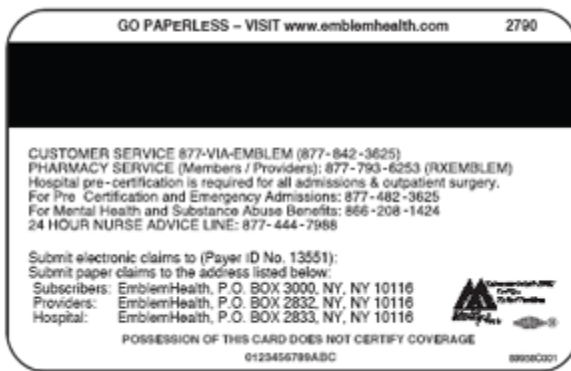 GO PAPERLESS – VISIT www.emblemhealth.com 2790
CUSTOMER SERVICE 877-VIA-EMBLEM (877-842-3625)
PHARMACY SERVICE (Members / Providers): 877-793-6253 (RXEMBLEM)
Hospital pre-certification is required for all admissions & outpatient surgery.
For Pre Certification and Emergency Admissions: 877-482-3625
For Mental Health and Substance Abuse Benefits: 866-208-1424
24 HOUR NURSE ADVICE LINE: 877-444-7988
Submit electronic claims to (Payer ID No. 13551):
Submit paper claims to the address listed below:
Subscribers: EmblemHealth, P.O. BOX 3000, NY, NY 10116
Providers: EmblemHealth, P.O. BOX 2832, NY, NY 10116
Hospital: EmblemHealth, P.O. BOX 2833, NY, NY 10116
POSSESSION OF THIS CARD DOES NOT CERTIFY COVERAGE
0123456789ABC